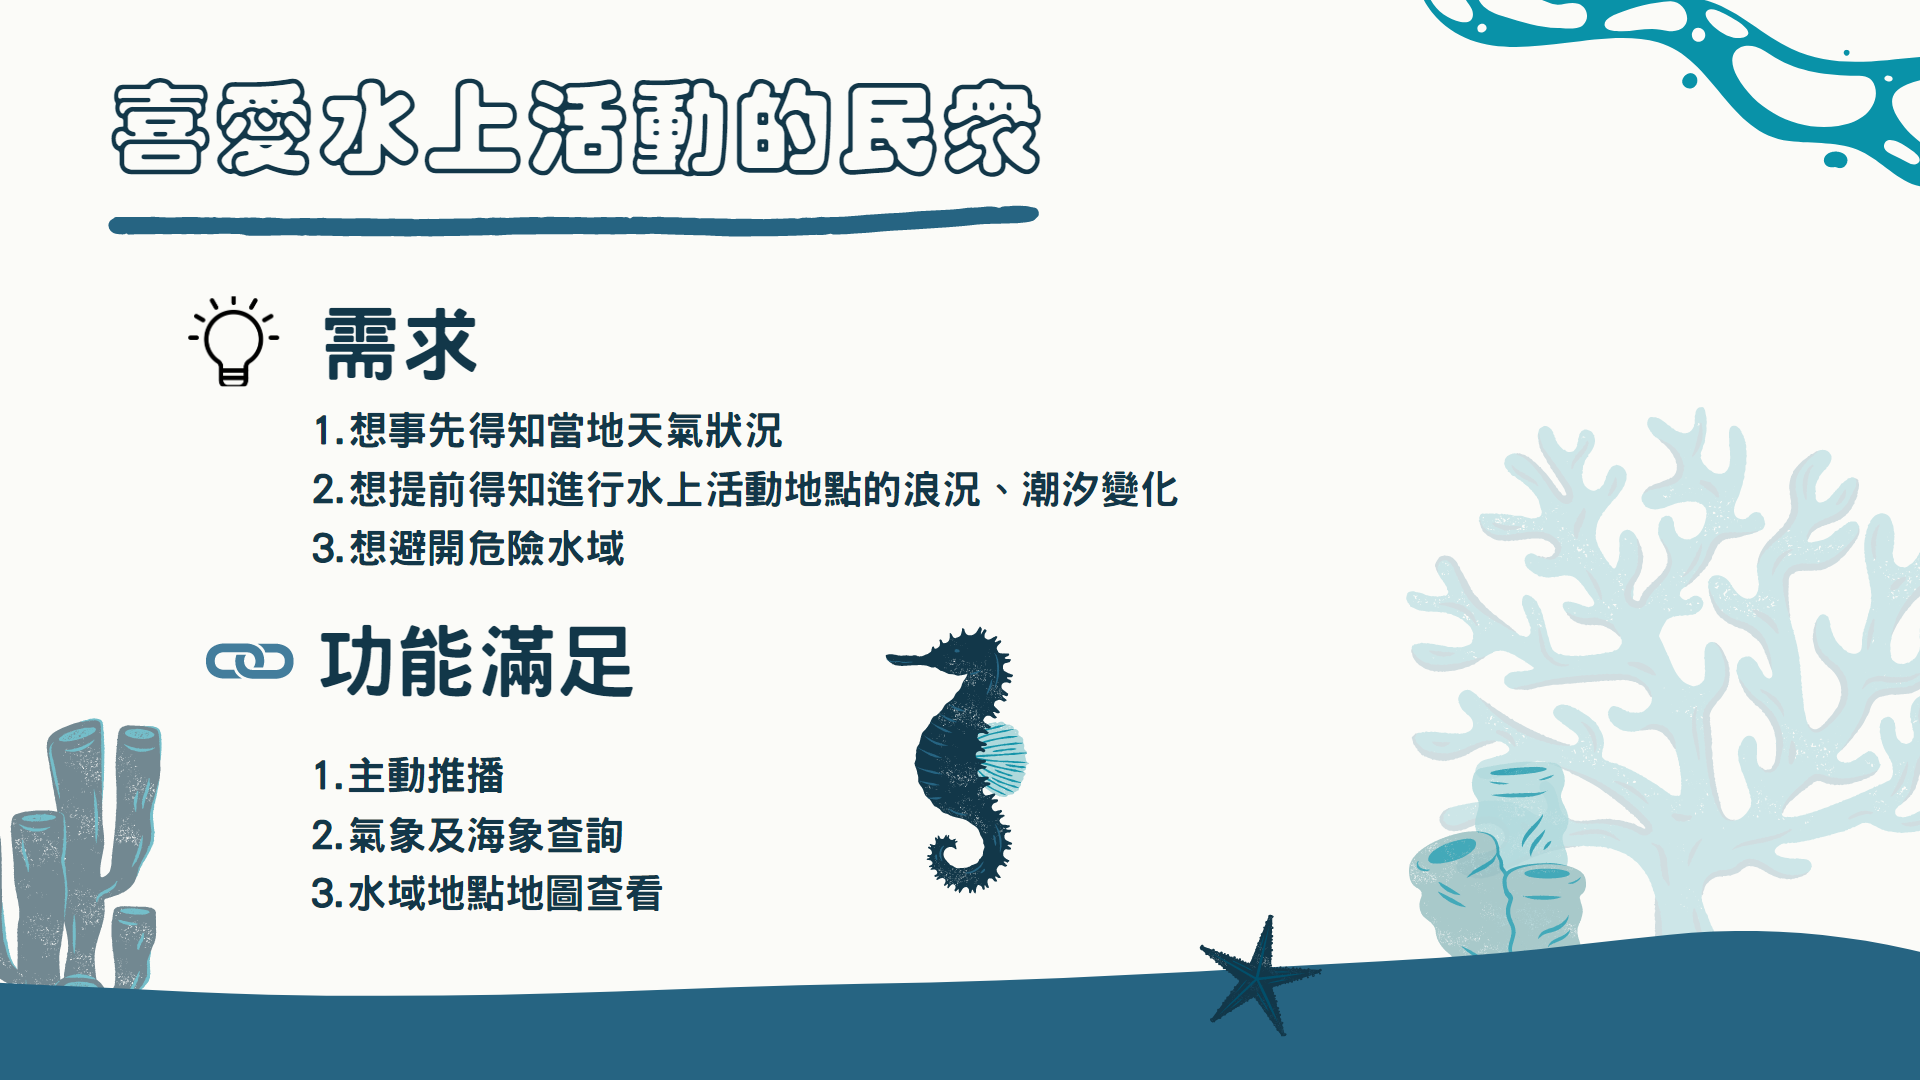 喜愛水上活動的民眾
需求
1.想事先得知當地天氣狀況
2.想提前得知進行水上活動地點的浪況、潮汐變化
3.想避開危險水域
功能滿足
1.主動推播
2.氣象及海象查詢
3.水域地點地圖查看